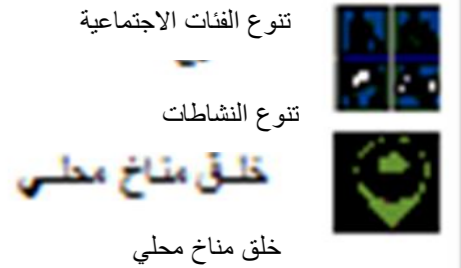 تنوع الفئات الاجتماعية
تنوع النشاطات
خلق مناخ محلي
خلق مناخ محلي